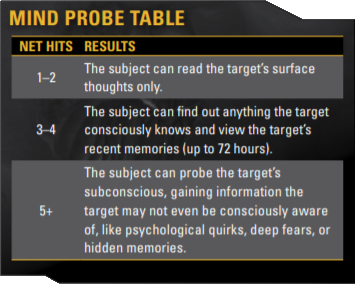 MIND PROBE TABLE
NET HITS RESULTS
1–2 The subject can read the target's surface
thoughts only.
The subject can find out anything the target
3–4 consciously knows and view the target's
recent memories (up to 72 hours).
The subject can probe the target's
subconscious, gaining information the
5+ target may not even be consciously aware
of, like psychological quirks, deep fears, or
hidden memories.